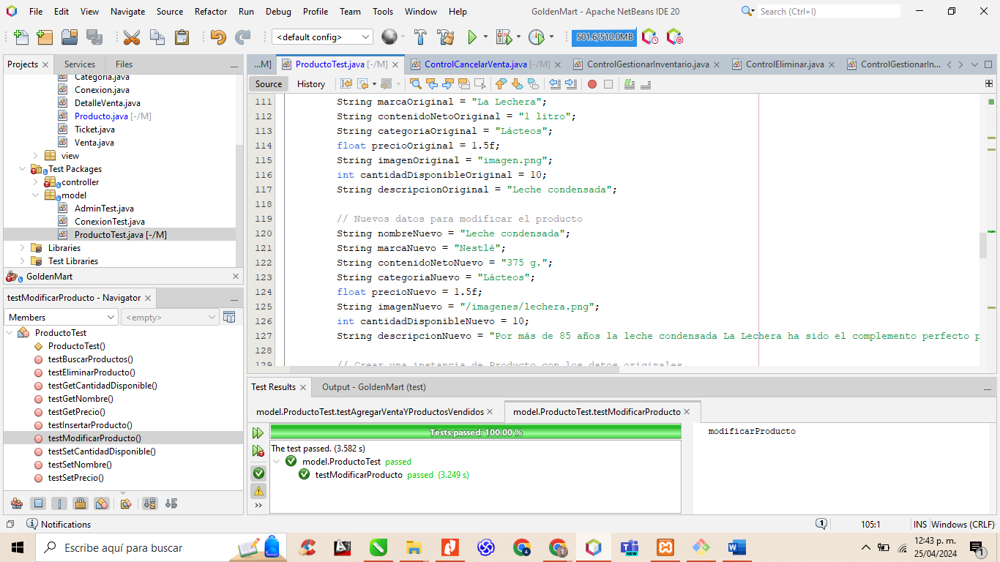 File Edit View Navigate Source Refactor Run Debug Profile Team Tools Window Help
GoldenMart - Apache NetBeans IDE 20
Search (Ctrl+I)
<default config>
501.6/510.0MB
Projects Services Files
Categoria.java
Conexion.java
DetalleVenta.java
Producto.java [-/M]
Ticket.java
Venta.java
view
Test Packages
controller
model
AdminTest.java
ConexionTest.java
ProductoTest.java [-/M]
Libraries
Test Libraries
GoldenMart
testModificarProducto - Navigator
Members
<empty>
ProductoTest
ProductoTest()
testBuscarProductos()
testEliminarProducto()
testGetCantidadDisponible()
testGetNombre()
testGetPrecio()
testInsertarProducto()
testModificarProducto()
testSetCantidadDisponible()
testSetNombre()
testSetPrecio()
...M] ProductoTest.java [-/M] ControlCancelarVenta.java [-/M] ControlGestionarInventario.java ControlEliminar.java ControlGestionarIn...
Source History
111 String marcaOriginal = "La Lechera";
112 String contenidoNetoOriginal = "1 litro";
113 String categoriaOriginal = "Lácteos";
114 float precioOriginal = 1.5f;
115 String imagenOriginal = "imagen.png";
116 int cantidadDisponibleOriginal = 10;
117 String descripcionOriginal = "Leche condensada";
118
119 // Nuevos datos para modificar el producto
120 String nombreNuevo = "Leche condensada";
121 String marcaNuevo = "Nestlé";
122 String contenidoNetoNuevo = "375 g.";
123 String categoriaNuevo = "Lácteos";
124 float precioNuevo = 1.5f;
125 String imagenNuevo = "/imagenes/lechera.png";
126 int cantidadDisponibleNuevo = 10;
127 String descripcionNuevo = "Por más de 85 años la leche condensada La Lechera ha sido el complemento perfecto p
128
129 // Crear una instancia de Producto con los datos originales
Test Results Output - GoldenMart (test)
model.ProductoTest.testAgregarVentaYProductosVendidos model.ProductoTest.testModificarProducto
Tests passed: 100.00 %
The test passed. (3.582 s)
model.ProductoTest passed
testModificarProducto passed (3.249 s)
modificarProducto
Notifications
1
105:1
INS
Windows (CRLF)
Escribe aquí para buscar
NEW
12:43 p. m.
25/04/2024
1